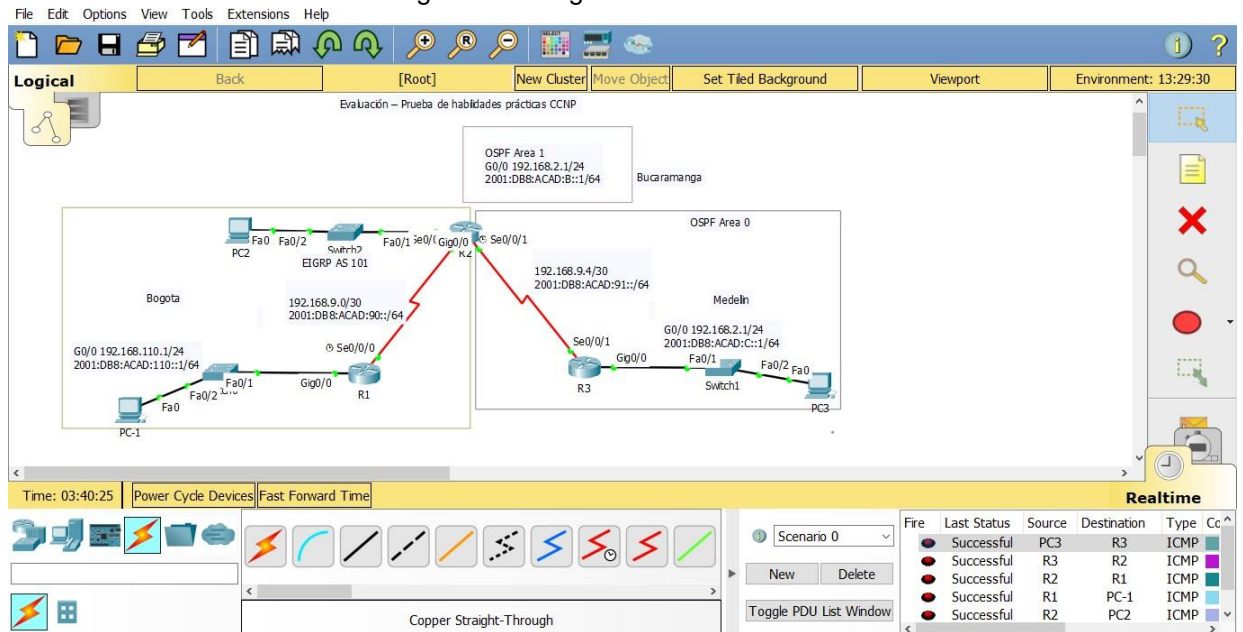 File Edit Options View Tools Extensions Help
Logical Back [Root] New Cluster Move Object Set Tiled Background Viewport Environment: 13:29:30
Evaluación – Prueba de habilidades prácticas CCNP
OSPF Area 1
G0/0 192.168.2.1/24
2001:DB8:ACAD:B::1/64
Bucaramanga
OSPF Area 0
Fa0 Fa0/2 Fa0/1 Gig0/0 Se0/0/1
PC2 Switch2 R2
EIGRP AS 101
192.168.9.4/30
2001:DB8:ACAD:91::/64
Bogota
192.168.9.0/30
2001:DB8:ACAD:90::/64
Medelin
G0/0 192.168.2.1/24
2001:DB8:ACAD:C::1/64
G0/0 192.168.110.1/24
2001:DB8:ACAD:110::1/64
Se0/0/0
Se0/0/1
Fa0/1 Gig0/0
R1
Gig0/0 Fa0/1 Fa0/2 Fa0
R3 Switch1 PC3
Fa0/2
Fa0
PC-1
Time: 03:40:25 Power Cycle Devices Fast Forward Time Realtime
Scenario 0
New Delete
Toggle PDU List Window
Copper Straight-Through
Fire Last Status Source Destination Type
Successful PC3 R3 ICMP
Successful R3 R2 ICMP
Successful R2 R1 ICMP
Successful R1 PC-1 ICMP
Successful R2 PC2 ICMP